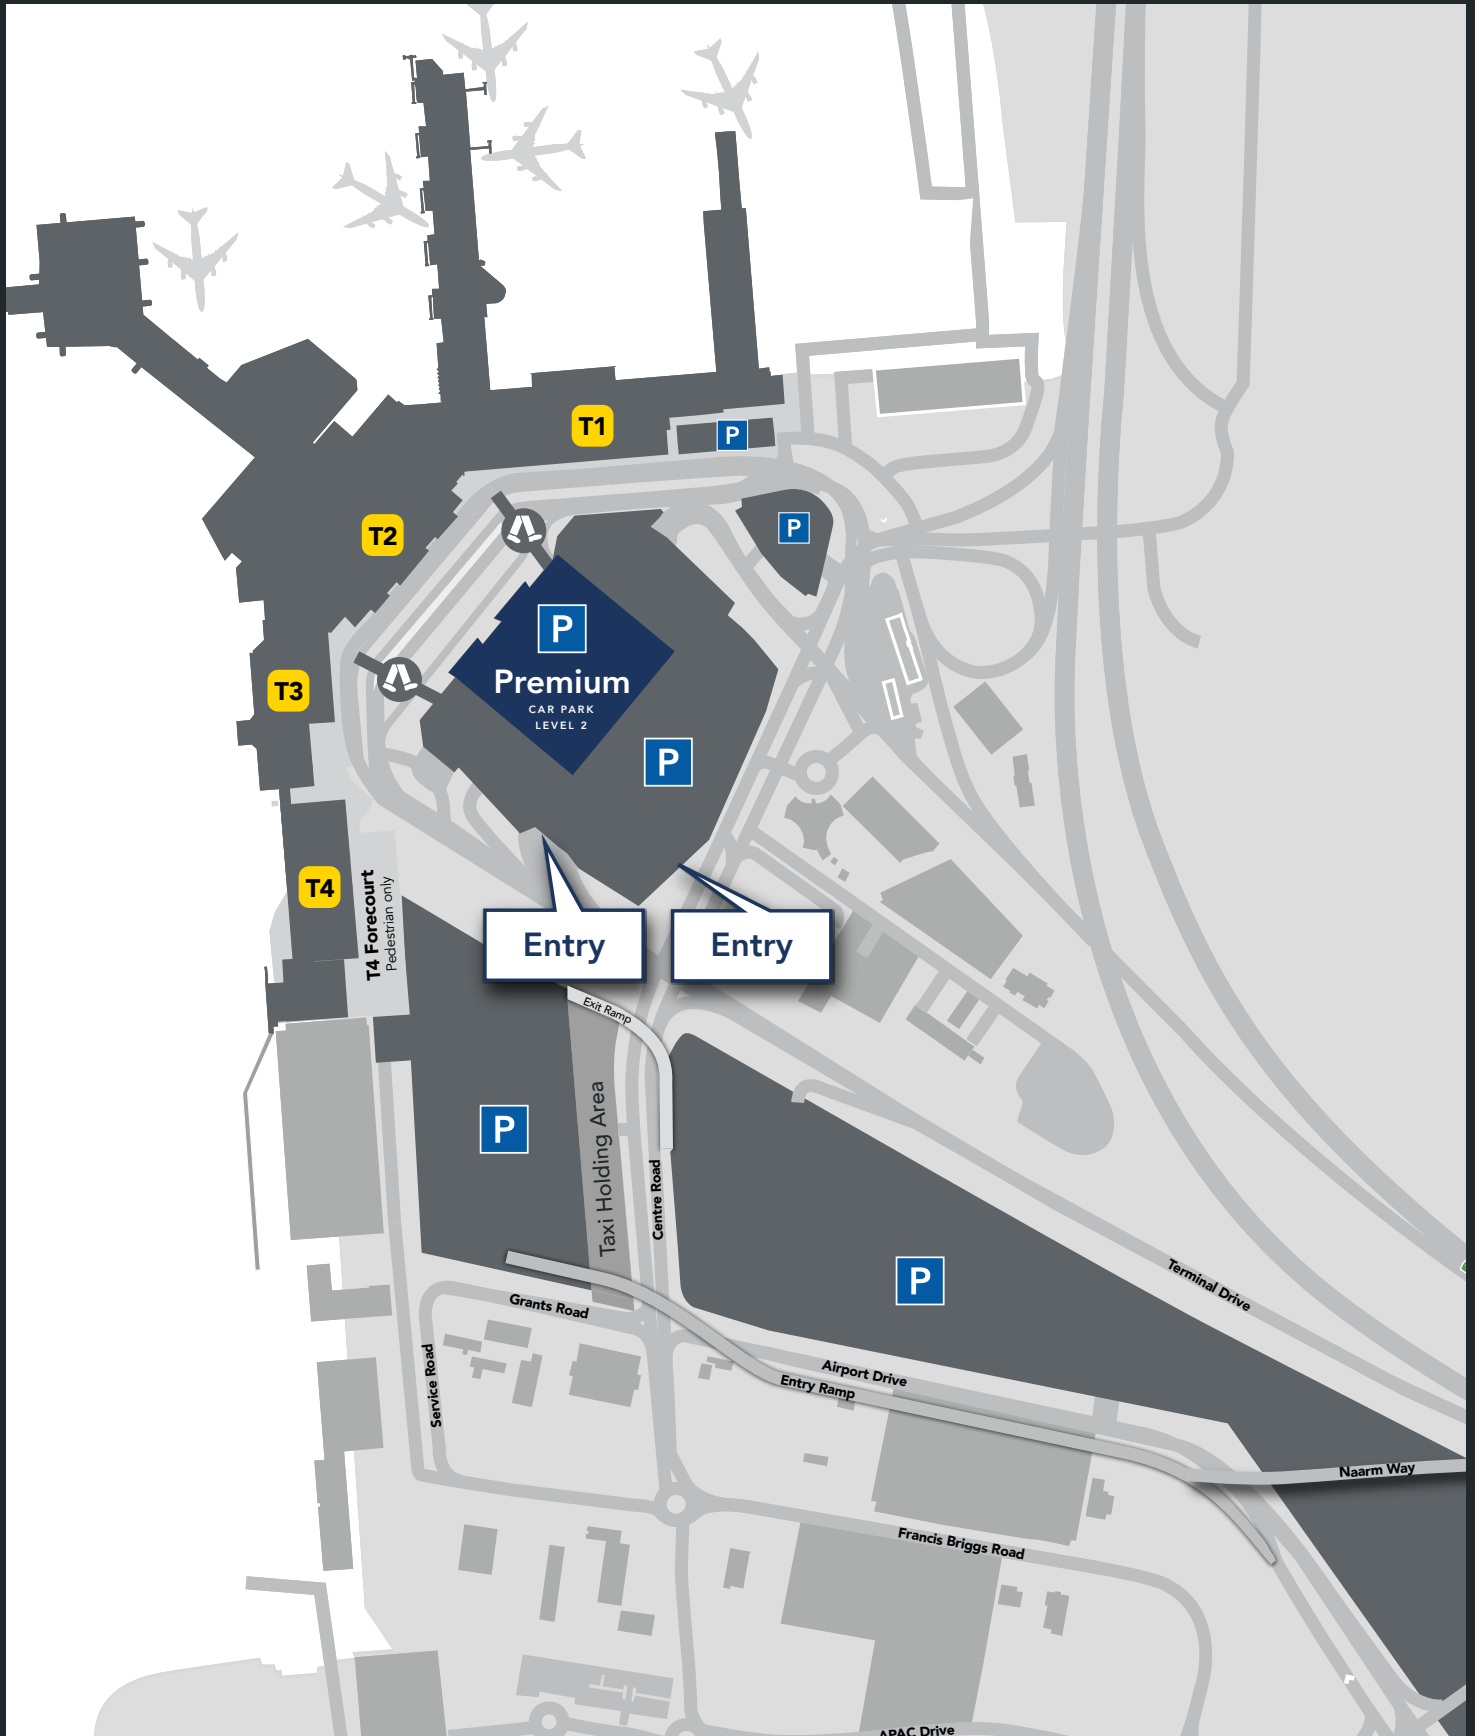 T1
P
T2
P
P
Premium
CAR PARK
LEVEL 2
T3
P
T4
T4 Forecourt
Pedestrian only
Entry
Entry
Exit Ramp
Taxi Holding Area
P
Centre Road
P
Terminal Drive
Grants Road
Service Road
Airport Drive
Entry Ramp
Naarm Way
Francis Briggs Road
APAC Drive